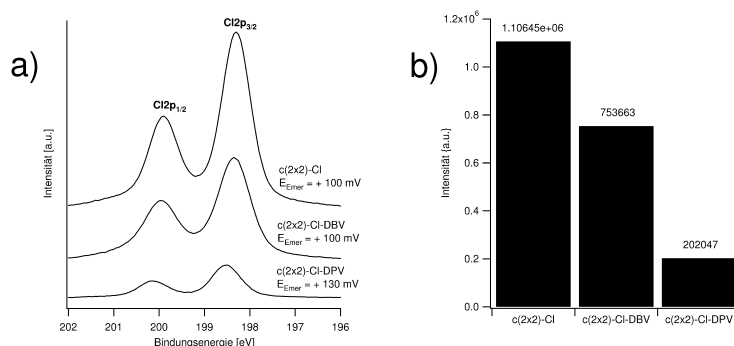 a)
Cl2p3/2
Cl2p1/2
Intensität [a.u.]
c(2x2)-Cl
EEmer = + 100 mV
c(2x2)-Cl-DBV
EEmer = + 100 mV
c(2x2)-Cl-DPV
EEmer = + 130 mV
202 201 200 199 198 197 196
Bindungsenergie [eV]
b)
Intensität {a.u.}
1.2x10^6
1.0
0.8
0.6
0.4
0.2
0.0
1.10645e+06
753663
202047
c(2x2)-Cl c(2x2)-Cl-DBV c(2x2)-Cl-DPV